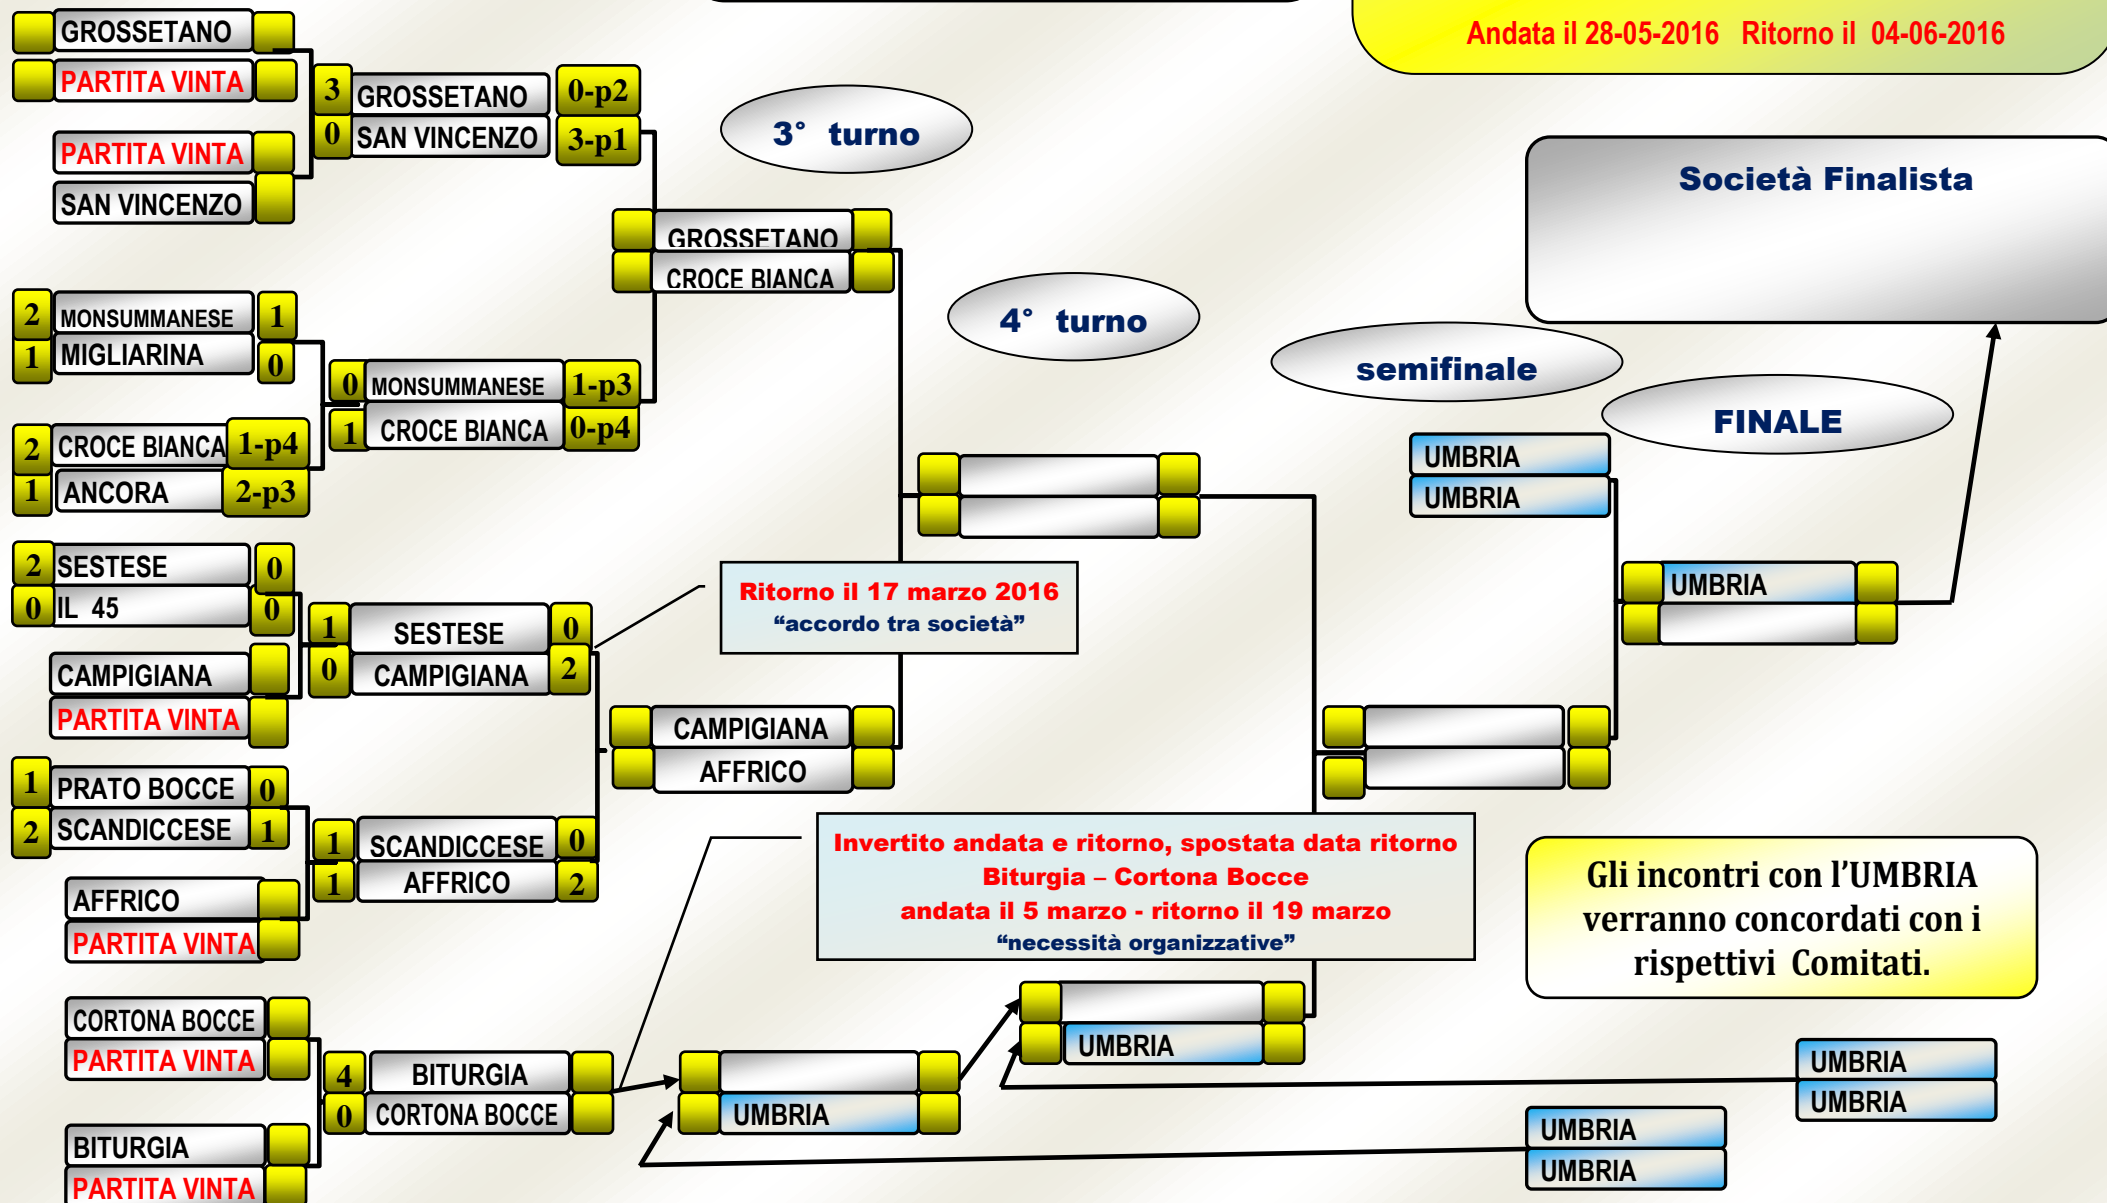 Andata il 28-05-2016 Ritorno il 04-06-2016
GROSSETANO
PARTITA VINTA
PARTITA VINTA
SAN VINCENZO
3 GROSSETANO 0-p2
0 SAN VINCENZO 3-p1
3° turno
Società Finalista
GROSSETANO
CROCE BIANCA
2 MONSUMMANESE 1
1 MIGLIARINA 0
0 MONSUMMANESE 1-p3
1 CROCE BIANCA 0-p4
2 CROCE BIANCA 1-p4
1 ANCORA 2-p3
4° turno
semifinale
FINALE
UMBRIA
UMBRIA
UMBRIA
2 SESTESE 0
0 IL 45 0
CAMPIGIANA
PARTITA VINTA
1 SESTESE 0
0 CAMPIGIANA 2
Ritorno il 17 marzo 2016
“accordo tra società”
CAMPIGIANA
AFFRICO
1 PRATO BOCCE 0
2 SCANDICCESE 1
AFFRICO
PARTITA VINTA
1 SCANDICCESE 0
1 AFFRICO 2
Invertito andata e ritorno, spostata data ritorno
Biturgia – Cortona Bocce
andata il 5 marzo - ritorno il 19 marzo
“necessità organizzative”
Gli incontri con l’UMBRIA
verranno concordati con i
rispettivi Comitati.
CORTONA BOCCE
PARTITA VINTA
BITURGIA
PARTITA VINTA
4 BITURGIA
0 CORTONA BOCCE
UMBRIA
UMBRIA
UMBRIA
UMBRIA
UMBRIA
UMBRIA